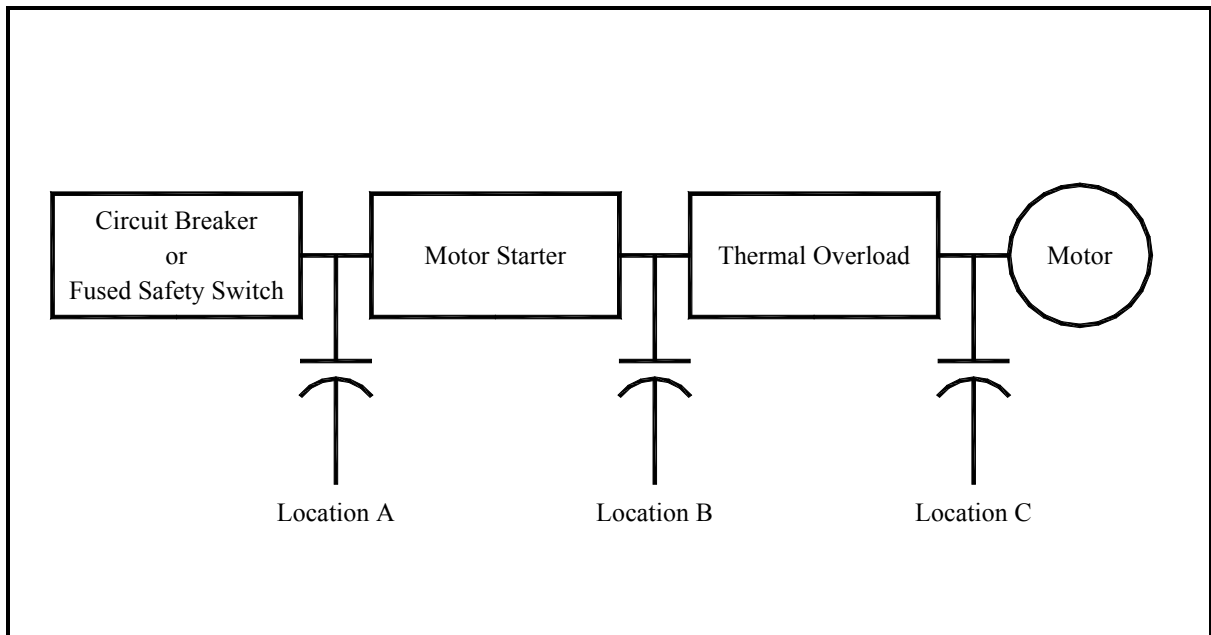 Circuit Breaker
or
Fused Safety Switch
Motor Starter
Thermal Overload
Motor
Location A
Location B
Location C